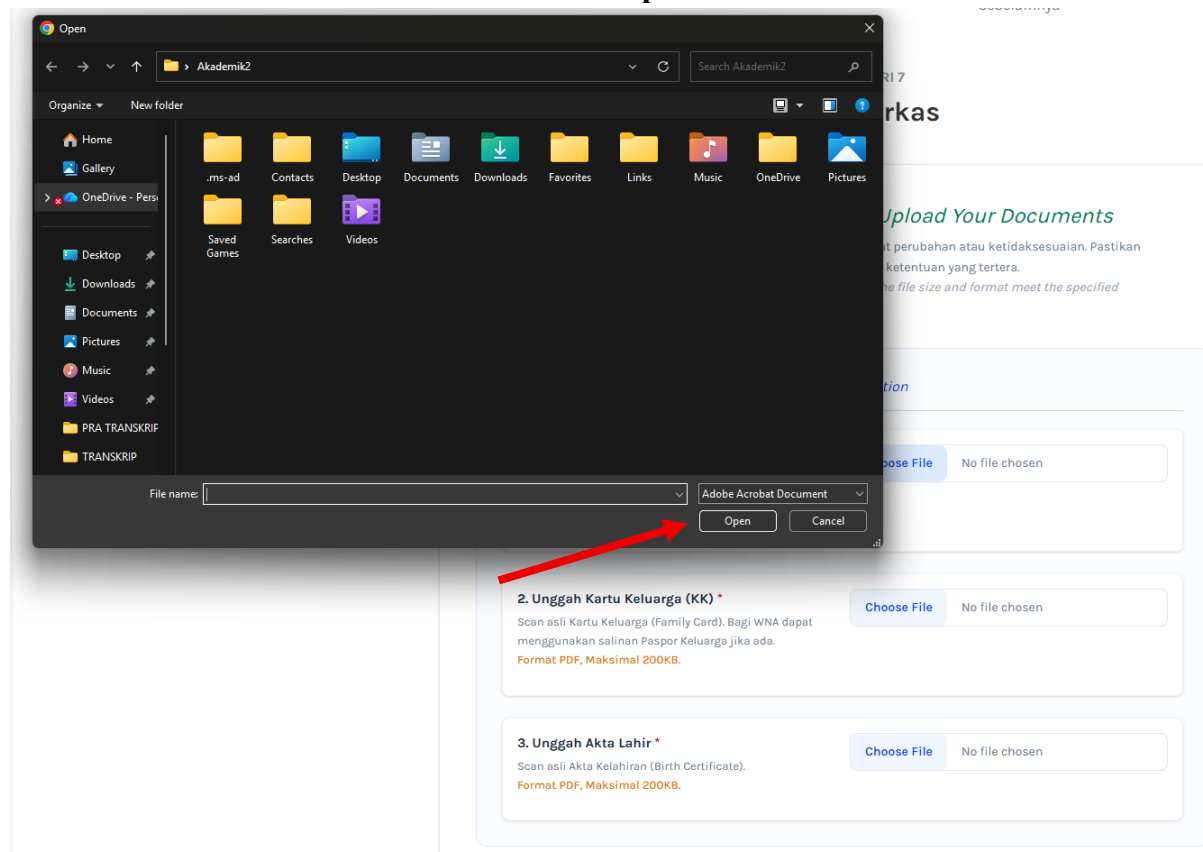 Open
Akademik2
Search Akademik2
Organize
New folder
Home
Gallery
OneDrive - Pers
Desktop
Downloads
Documents
Pictures
Music
Videos
PRA TRANSKRIP
TRANSKRIP
.ms-ad
Contacts
Desktop
Documents
Downloads
Favorites
Links
Music
OneDrive
Pictures
Saved
Games
Searches
Videos
File name:
Adobe Acrobat Document
Open
Cancel
RI 7
rkas
Upload Your Documents
at perubahan atau ketidaksesuaian. Pastikan
ketentuan yang tertera.
he file size and format meet the specified
tion
oose File
No file chosen
2. Unggah Kartu Keluarga (KK) *
Scan asli Kartu Keluarga (Family Card). Bagi WNA dapat
menggunakan salinan Paspor Keluarga jika ada.
Format PDF, Maksimal 200KB.
Choose File
No file chosen
3. Unggah Akta Lahir *
Scan asli Akta Kelahiran (Birth Certificate).
Format PDF, Maksimal 200KB.
Choose File
No file chosen